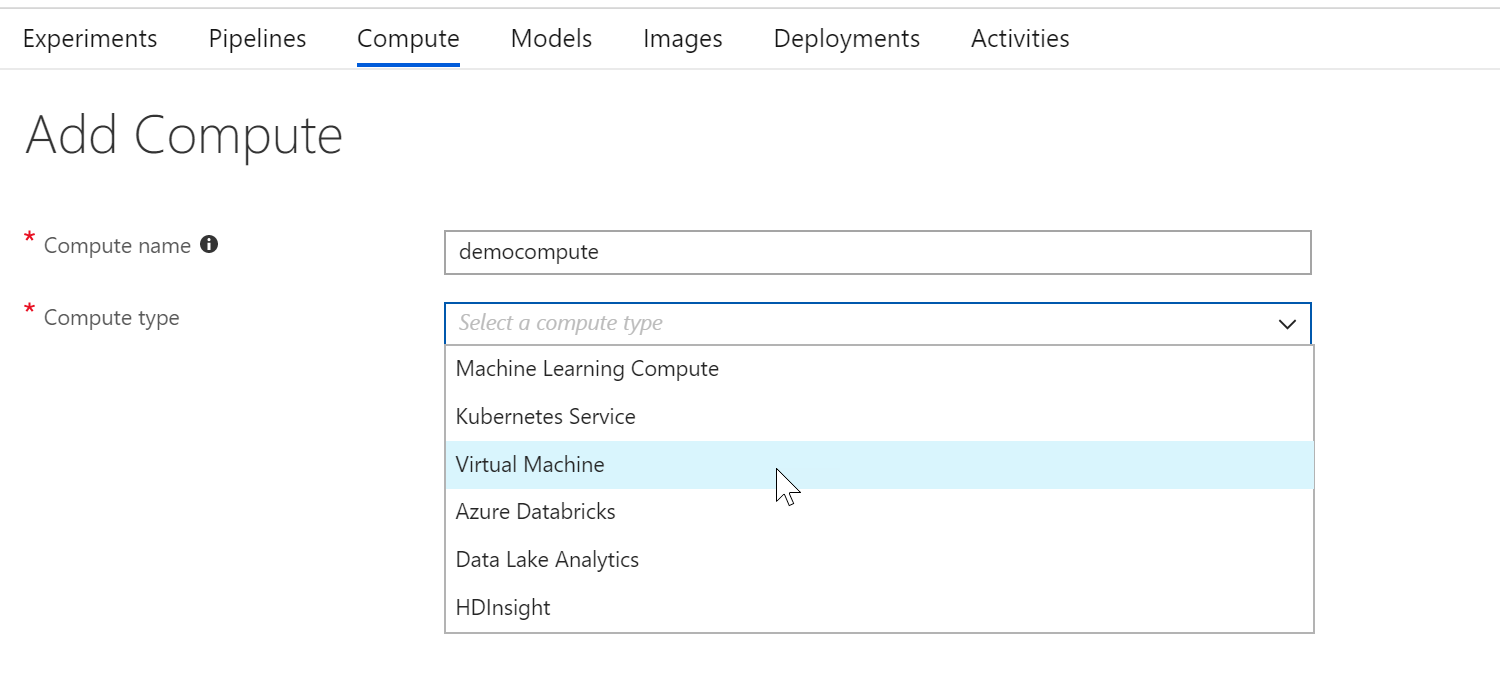 Experiments Pipelines Compute Models Images Deployments Activities
Add Compute
* Compute name
democompute
* Compute type
Select a compute type
Machine Learning Compute
Kubernetes Service
Virtual Machine
Azure Databricks
Data Lake Analytics
HDInsight